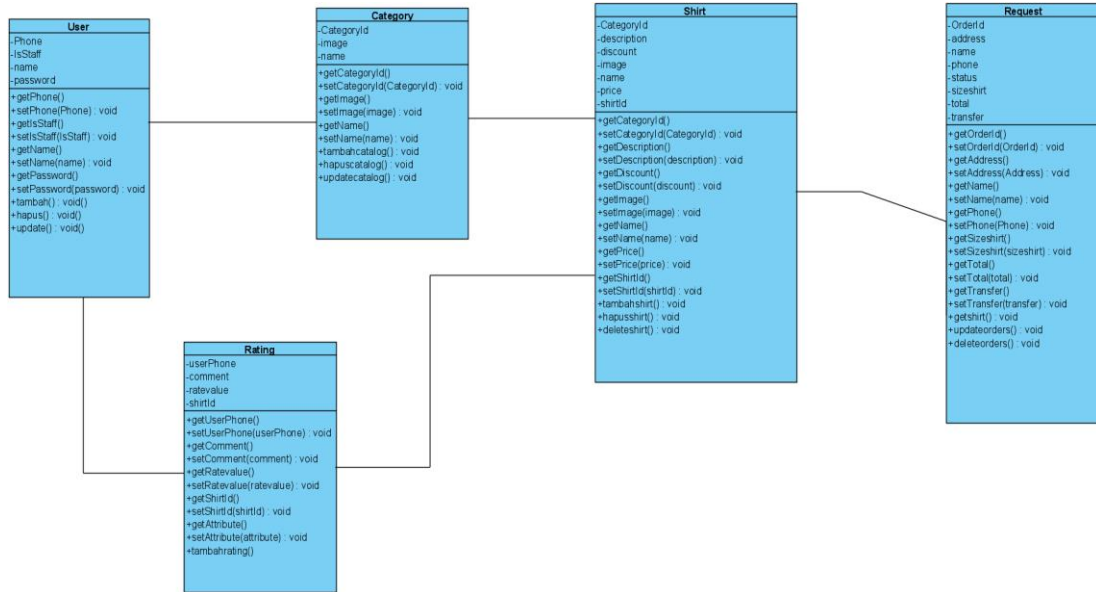 User
-Phone
-IsStaff
-name
-password
+getPhone()
+setPhone(Phone) : void
+getIsStaff()
+setIsStaff(IsStaff) : void
+getName()
+setName(name) : void
+getPassword()
+setPassword(password) : void
+tambah() : void()
+hapus() : void()
+update() : void()
Category
-CategoryId
-image
-name
+getCategoryId()
+setCategoryId(CategoryId) : void
+getImage()
+setImage(image) : void
+getName()
+setName(name) : void
+tambahcatalog() : void
+hapuscatalog() : void
+updatecatalog() : void
Shirt
-CategoryId
-description
-discount
-image
-name
-price
-shirtId
+getCategoryId()
+setCategoryId(CategoryId) : void
+getDescription()
+setDescription(description) : void
+getDiscount()
+setDiscount(discount) : void
+getImage()
+setImage(image) : void
+getName()
+setName(name) : void
+getPrice()
+setPrice(price) : void
+getShirtId()
+setShirtId(shirtId) : void
+tambahshirt() : void
+hapusshirt() : void
+deleteshirt() : void
Request
-OrderId
-address
-name
-phone
-status
-sizeshirt
-total
-transfer
+getOrderId()
+setOrderId(OrderId) : void
+getAddress()
+setAddress(Address) : void
+getName()
+setName(name) : void
+getPhone()
+setPhone(Phone) : void
+getSizeshirt()
+setSizeshirt(sizeshirt) : void
+getTotal()
+setTotal(total) : void
+getTransfer()
+setTransfer(transfer) : void
+getshirt() : void
+updateorders() : void
+deleteorders() : void
Rating
-userPhone
-comment
-ratevalue
-shirtId
+getUserPhone()
+setUserPhone(userPhone) : void
+getComment()
+setComment(comment) : void
+getRatevalue()
+setRatevalue(ratevalue) : void
+getShirtId()
+setShirtId(shirtId) : void
+getAttribute()
+setAttribute(attribute) : void
+tambahrating()